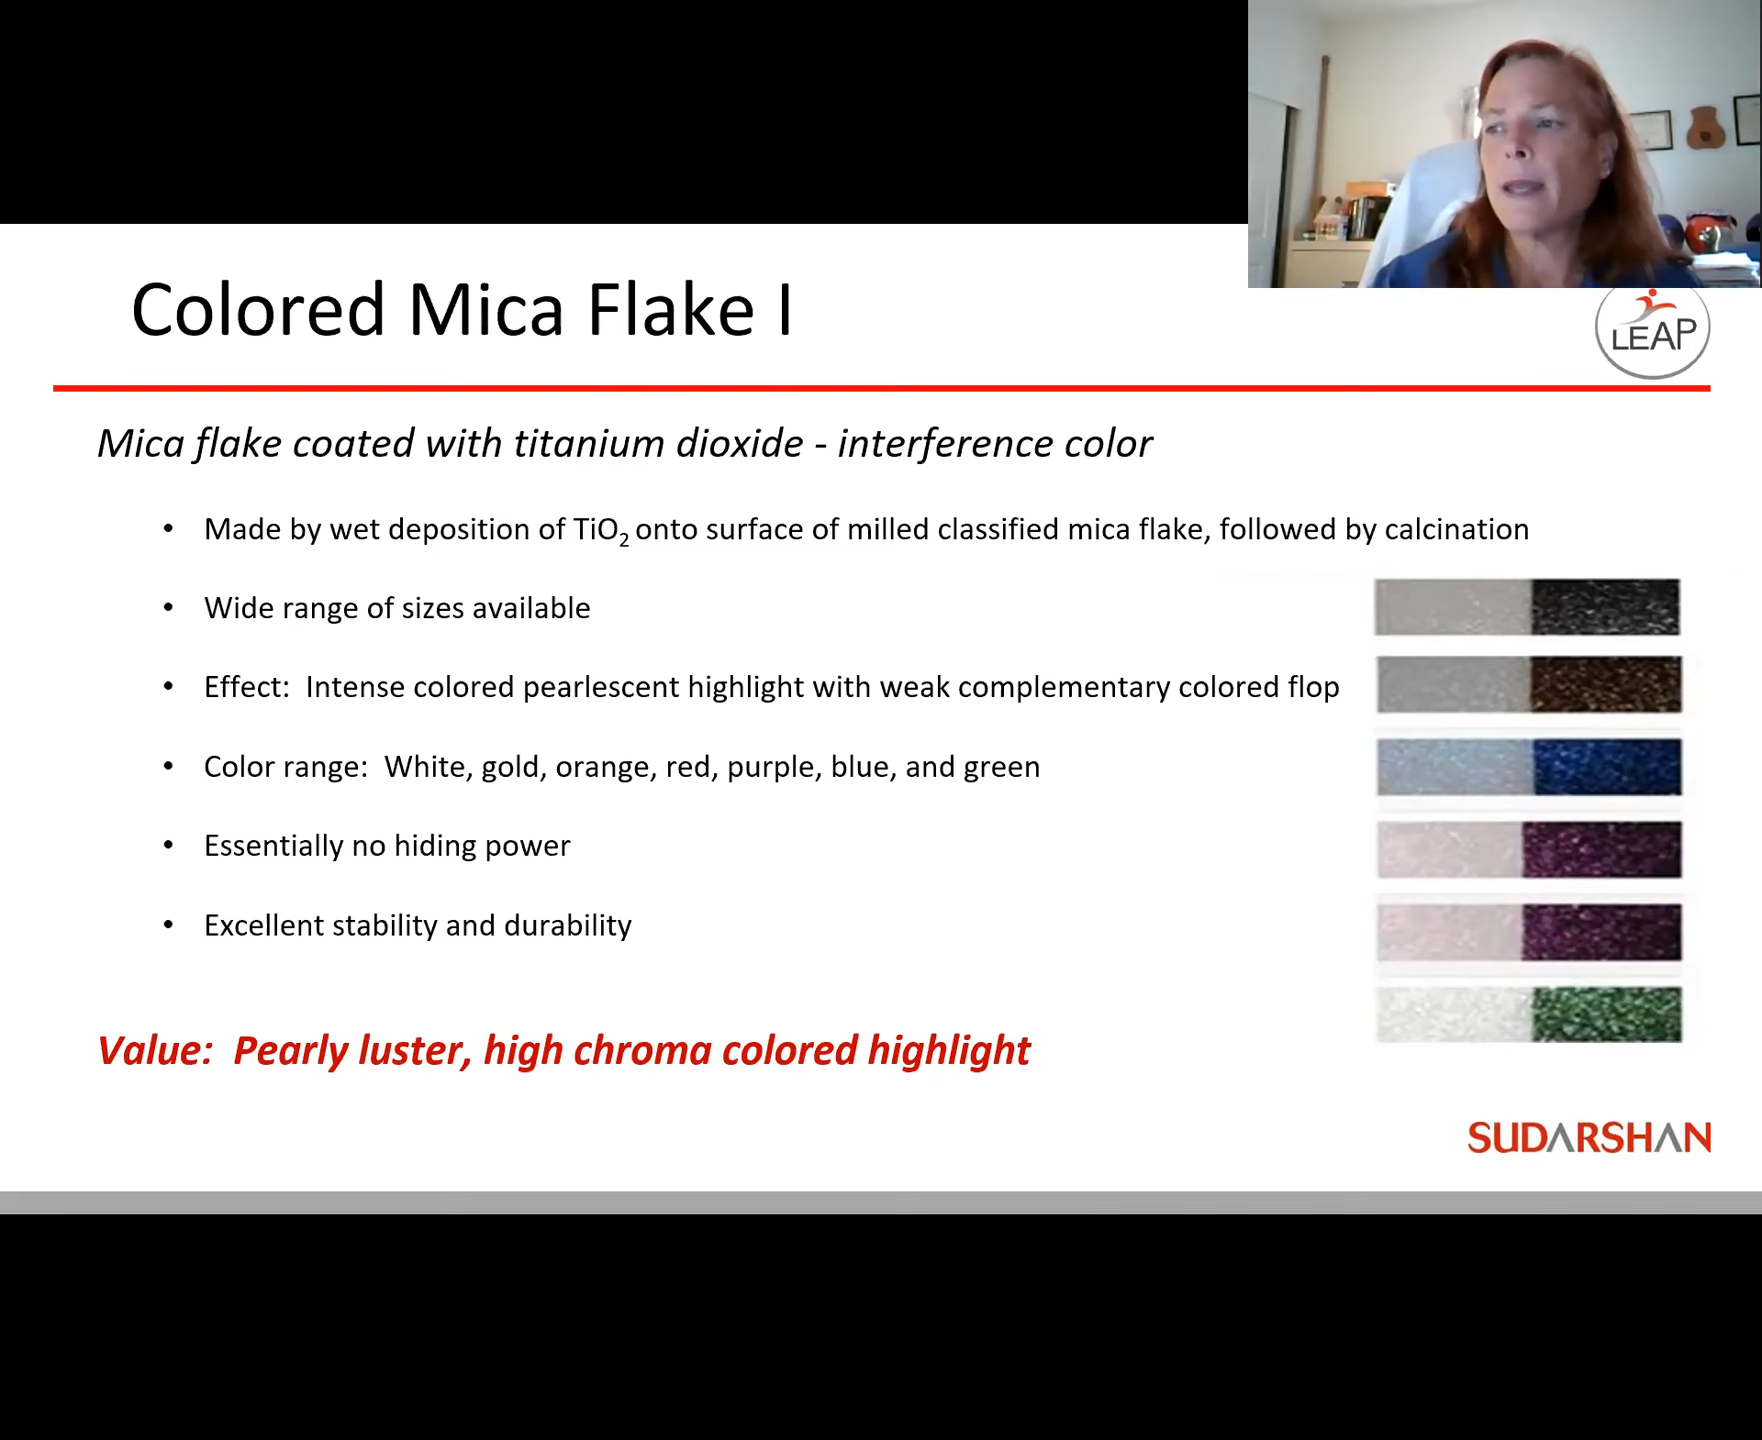 Colored Mica Flake I
LEAP
Mica flake coated with titanium dioxide - interference color
• Made by wet deposition of TiO₂ onto surface of milled classified mica flake, followed by calcination
• Wide range of sizes available
• Effect: Intense colored pearlescent highlight with weak complementary colored flop
• Color range: White, gold, orange, red, purple, blue, and green
• Essentially no hiding power
• Excellent stability and durability
Value: Pearly luster, high chroma colored highlight
SUDARSHAN